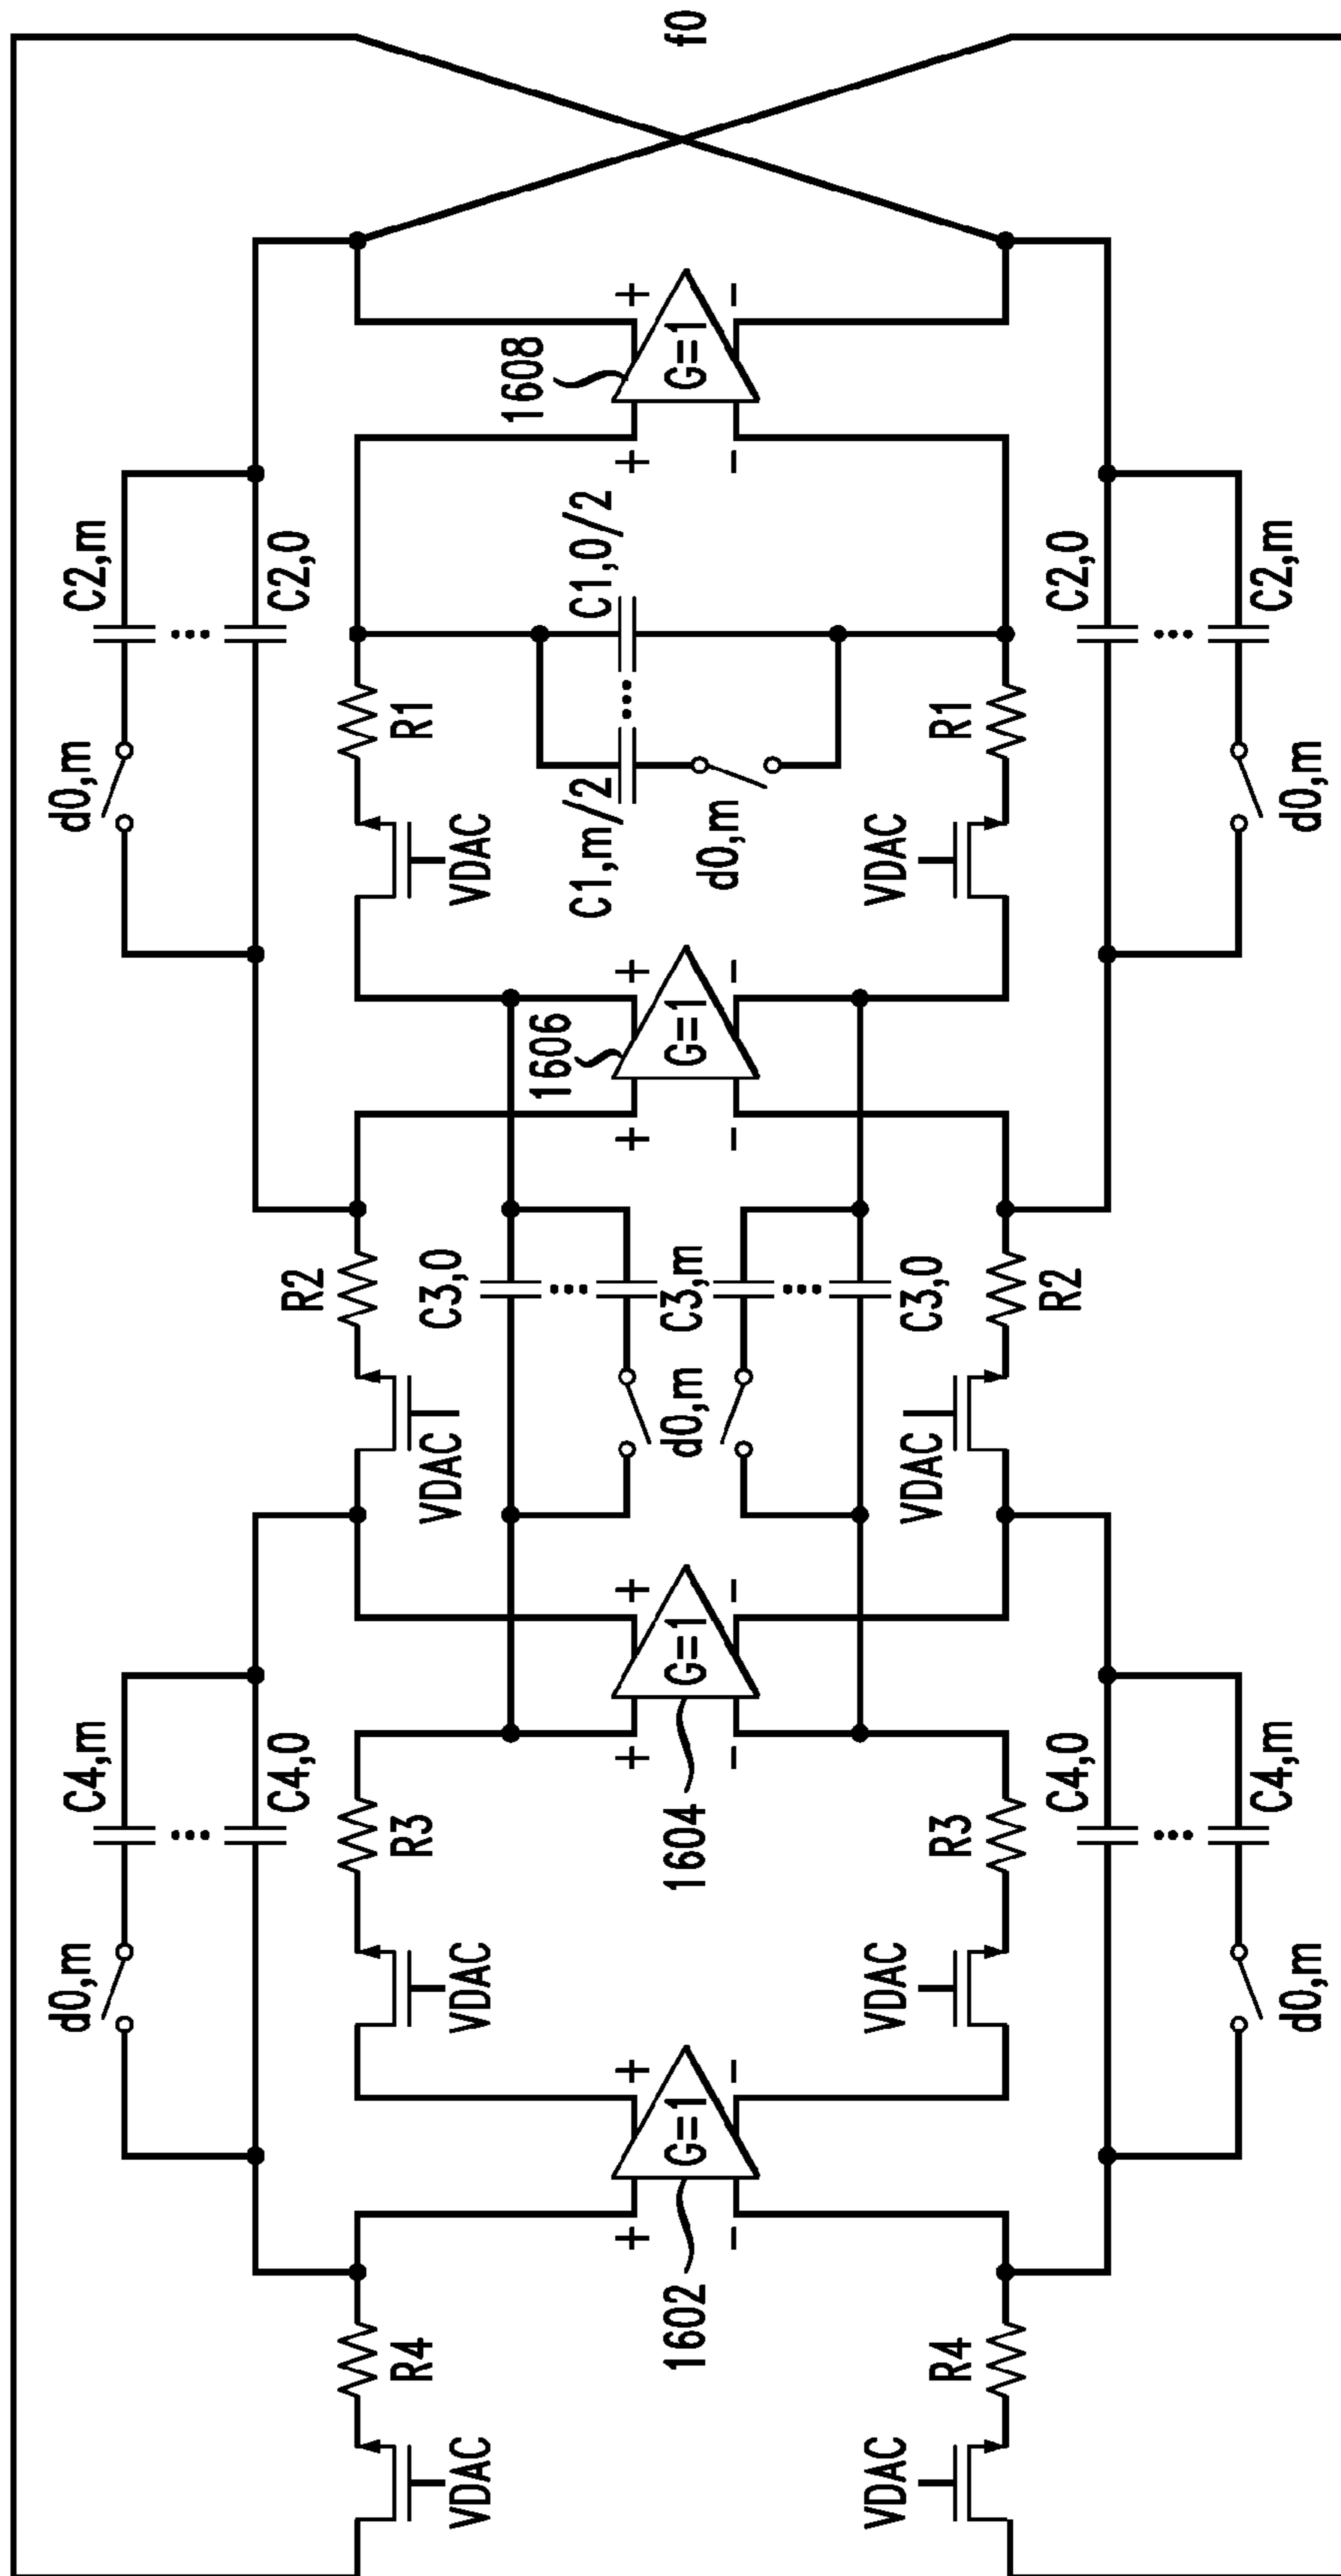 d0,m
d0,m
C4,m
C2,m
C4,0
C2,0
R2
R4
R3
R1
VDAC
C3,0
VDAC
VDAC
VDAC
1608
1606
C1,m/2
C1,0/2
+ +
+ +
+ +
+ +
1602
G=1
1604
G=1
d0,m
C3,m
G=1
G=1
f0
d0,m
– –
– –
– –
– –
VDAC
VDAC
VDAC
VDAC
C3,0
R4
R3
R1
R2
C4,0
C2,0
C4,m
C2,m
d0,m
d0,m